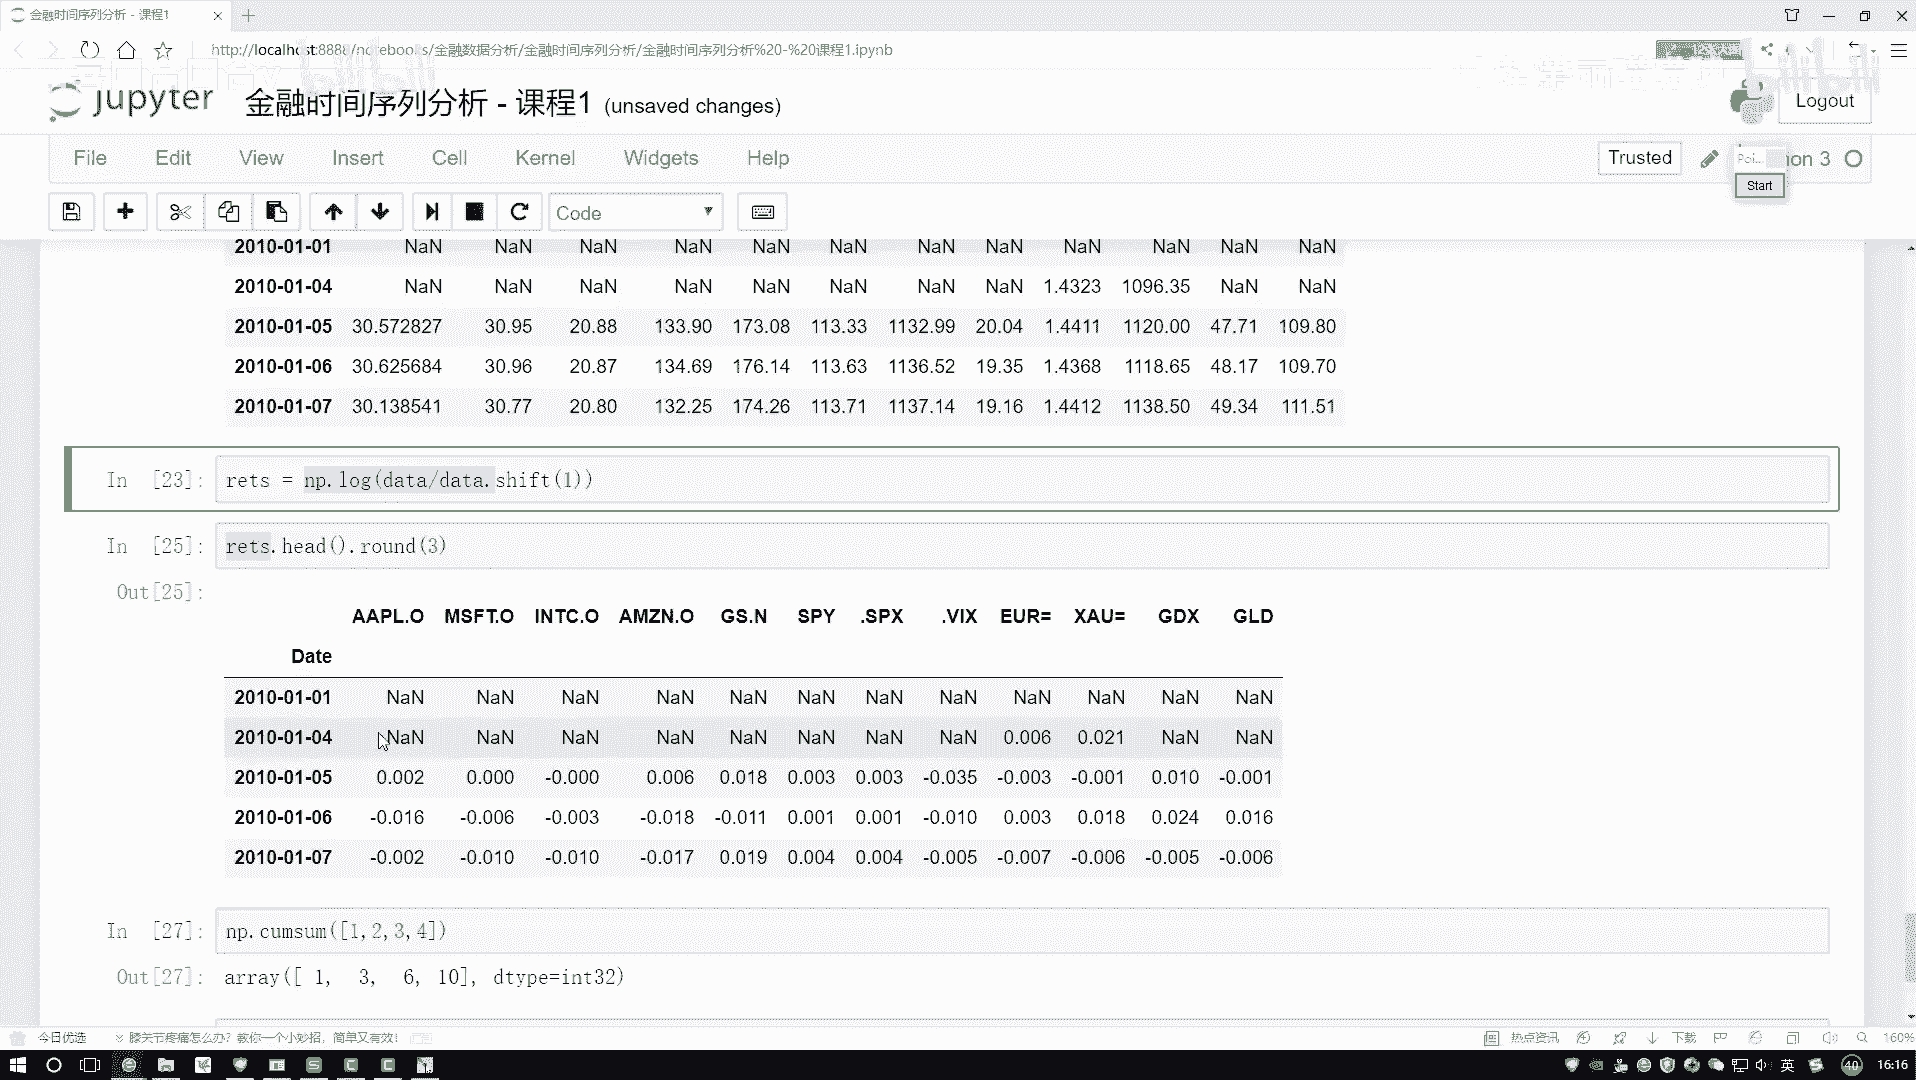 金融时间序列分析 - 课程1
http://localhost:8888/notebooks/金融数据分析/金融时间序列分析/金融时间序列分析%20-%20课程1.ipynb
bilibili bilibili
jupyter 金融时间序列分析 - 课程1 (unsaved changes) Logout
File Edit View Insert Cell Kernel Widgets Help Trusted ion 3
Poi...
Start
Code
2010-01-01 NaN NaN NaN NaN NaN NaN NaN NaN NaN NaN NaN NaN
2010-01-04 NaN NaN NaN NaN NaN NaN NaN NaN 1.4323 1096.35 NaN NaN
2010-01-05 30.572827 30.95 20.88 133.90 173.08 113.33 1132.99 20.04 1.4411 1120.00 47.71 109.80
2010-01-06 30.625684 30.96 20.87 134.69 176.14 113.63 1136.52 19.35 1.4368 1118.65 48.17 109.70
2010-01-07 30.138541 30.77 20.80 132.25 174.26 113.71 1137.14 19.16 1.4412 1138.50 49.34 111.51
In [23]: rets = np.log(data/data.shift(1))
In [25]: rets.head().round(3)
Out[25]:
AAPL.O MSFT.O INTC.O AMZN.O GS.N SPY .SPX .VIX EUR= XAU= GDX GLD
Date
2010-01-01 NaN NaN NaN NaN NaN NaN NaN NaN NaN NaN NaN NaN
2010-01-04 NaN NaN NaN NaN NaN NaN NaN NaN 0.006 0.021 NaN NaN
2010-01-05 0.002 0.000 -0.000 0.006 0.018 0.003 0.003 -0.035 -0.003 -0.001 0.010 -0.001
2010-01-06 -0.016 -0.006 -0.003 -0.018 -0.011 0.001 0.001 -0.010 0.003 0.018 0.024 0.016
2010-01-07 -0.002 -0.010 -0.010 -0.017 0.019 0.004 0.004 -0.005 -0.007 -0.006 -0.005 -0.006
In [27]: np.cumsum([1,2,3,4])
Out[27]: array([ 1, 3, 6, 10], dtype=int32)
今日优选 膝关节疼痛怎么办？教你一个小妙招，简单又有效！ 热点资讯 下载 160%
英 40 16:16